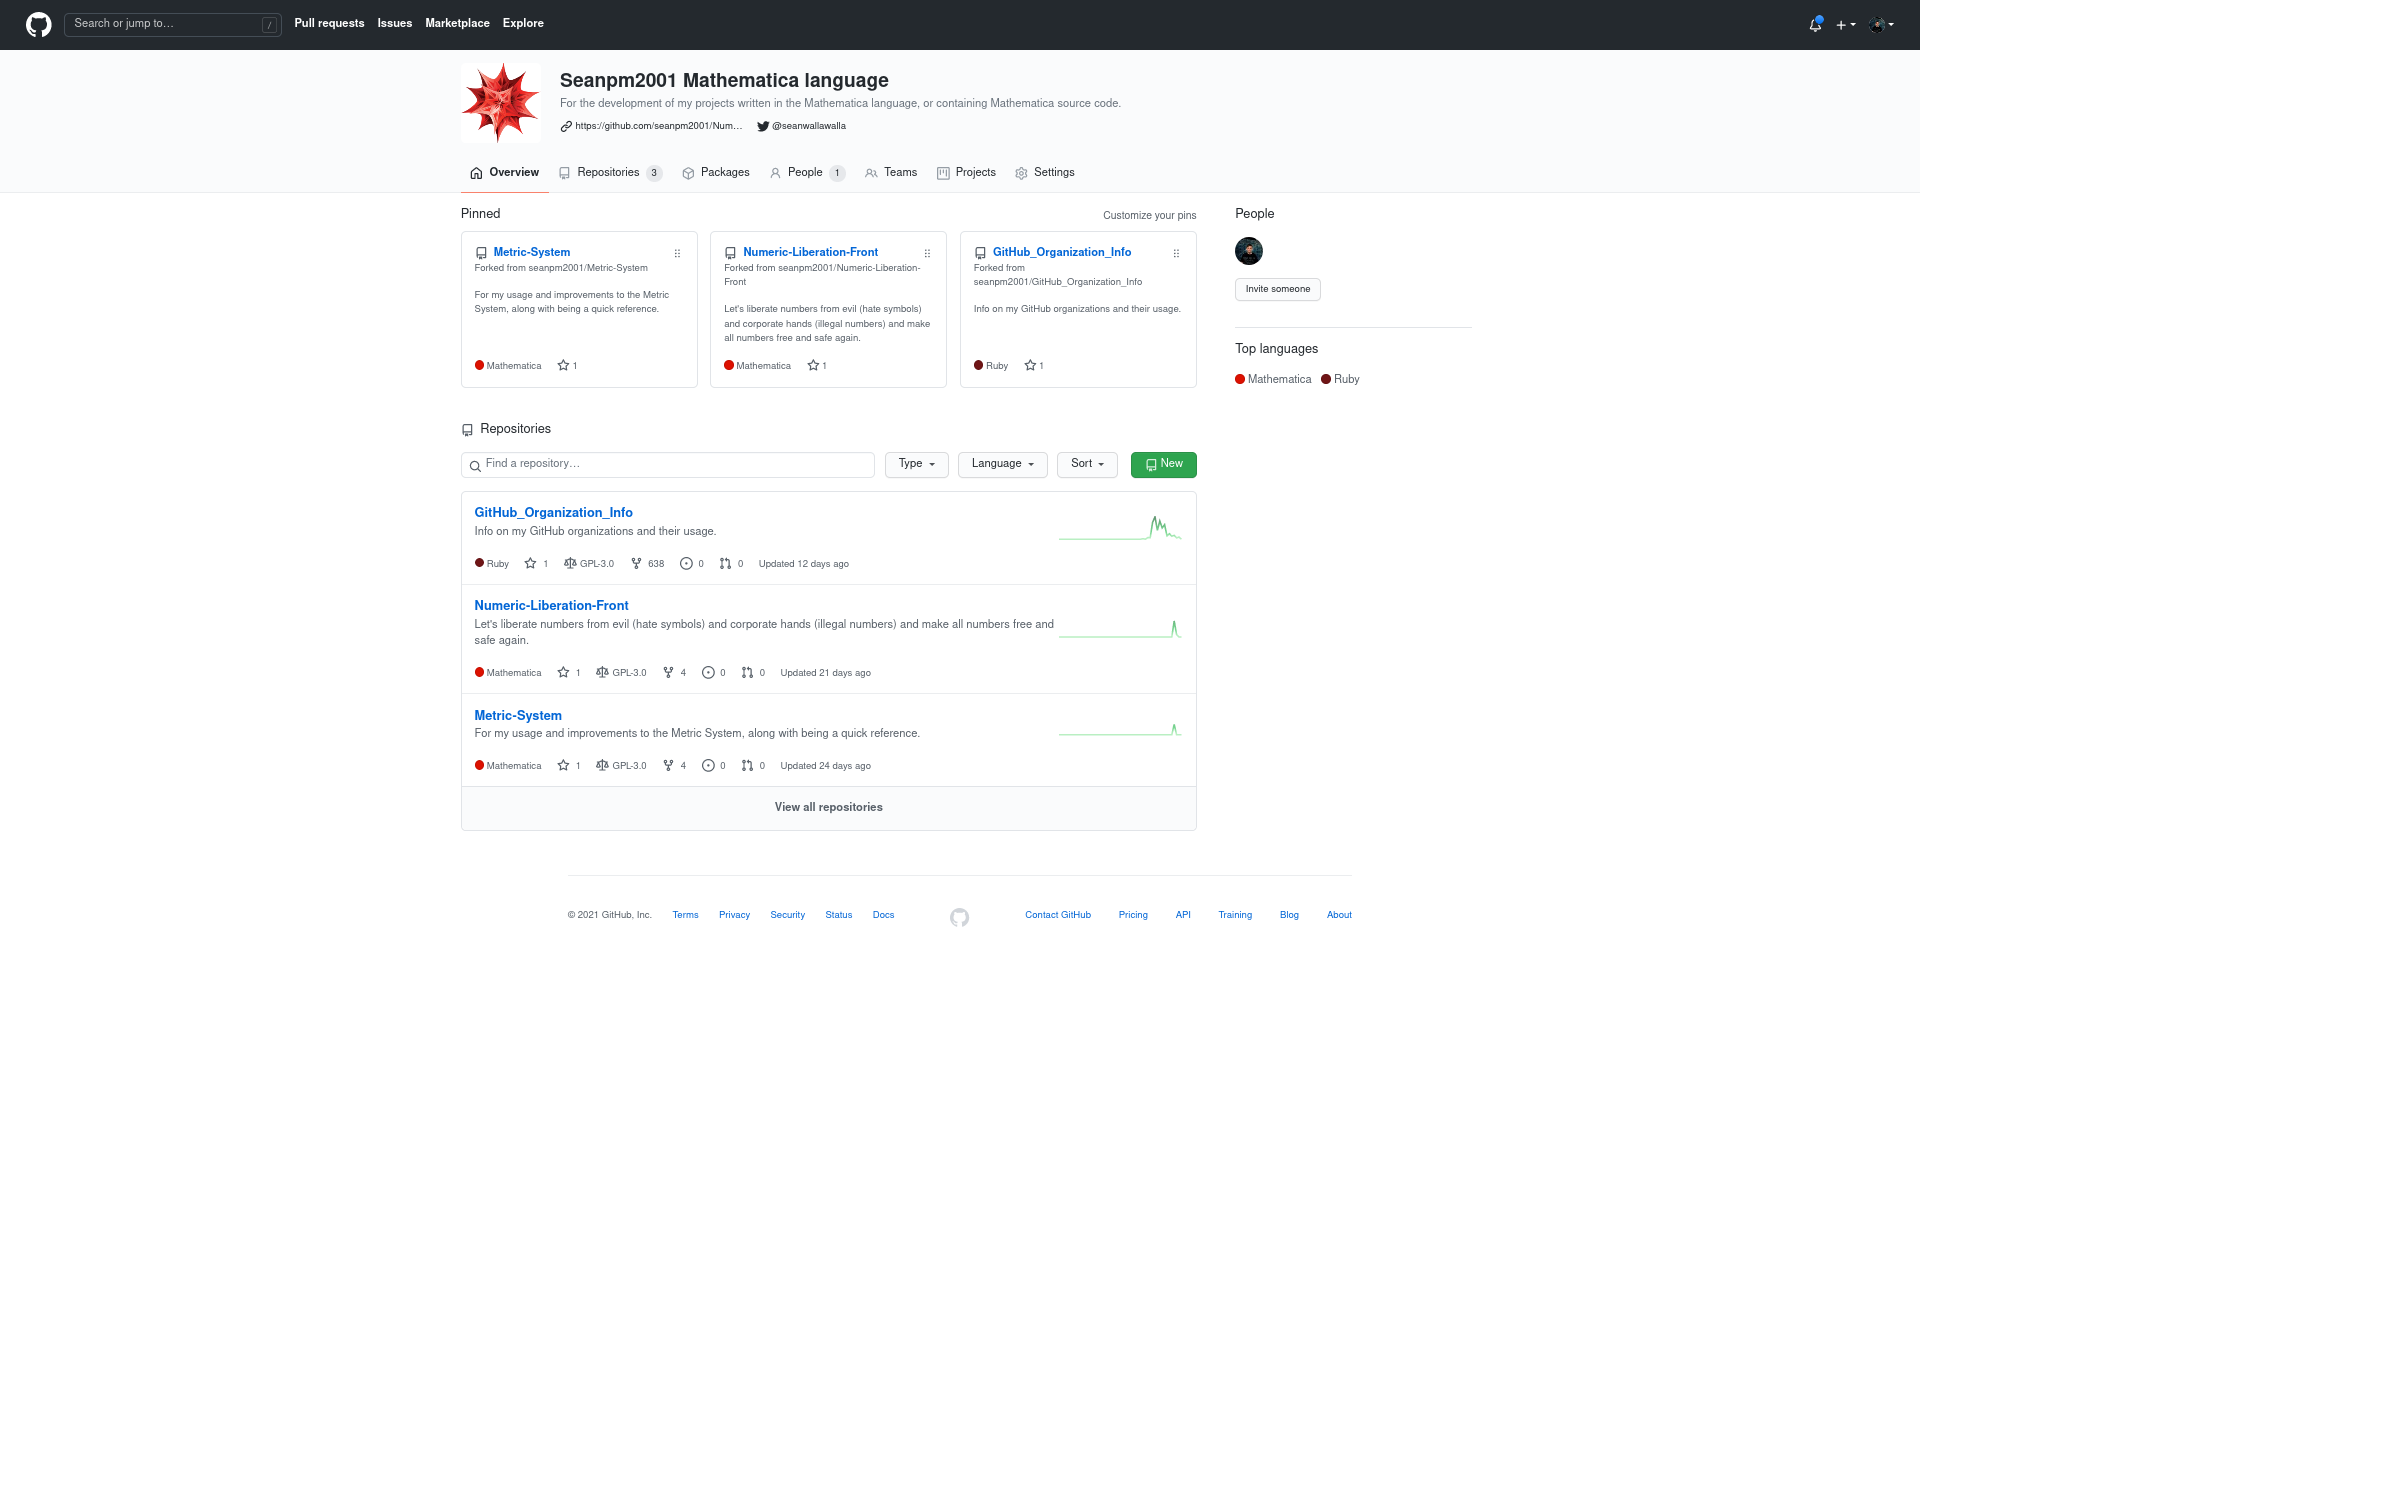 Search or jump to… /
Pull requests Issues Marketplace Explore
Seanpm2001 Mathematica language
For the development of my projects written in the Mathematica language, or containing Mathematica source code.
https://github.com/seanpm2001/Num… @seanwallawalla
Overview Repositories 3 Packages People 1 Teams Projects Settings
Pinned
Customize your pins
Metric-System
Forked from seanpm2001/Metric-System
For my usage and improvements to the Metric
System, along with being a quick reference.
Mathematica 1
Numeric-Liberation-Front
Forked from seanpm2001/Numeric-Liberation-
Front
Let's liberate numbers from evil (hate symbols)
and corporate hands (illegal numbers) and make
all numbers free and safe again.
Mathematica 1
GitHub_Organization_Info
Forked from
seanpm2001/GitHub_Organization_Info
Info on my GitHub organizations and their usage.
Ruby 1
People
Invite someone
Top languages
Mathematica Ruby
Repositories
Find a repository… Type Language Sort New
GitHub_Organization_Info
Info on my GitHub organizations and their usage.
Ruby 1 GPL-3.0 638 0 0 Updated 12 days ago
Numeric-Liberation-Front
Let's liberate numbers from evil (hate symbols) and corporate hands (illegal numbers) and make all numbers free and
safe again.
Mathematica 1 GPL-3.0 4 0 0 Updated 21 days ago
Metric-System
For my usage and improvements to the Metric System, along with being a quick reference.
Mathematica 1 GPL-3.0 4 0 0 Updated 24 days ago
View all repositories
© 2021 GitHub, Inc. Terms Privacy Security Status Docs Contact GitHub Pricing API Training Blog About